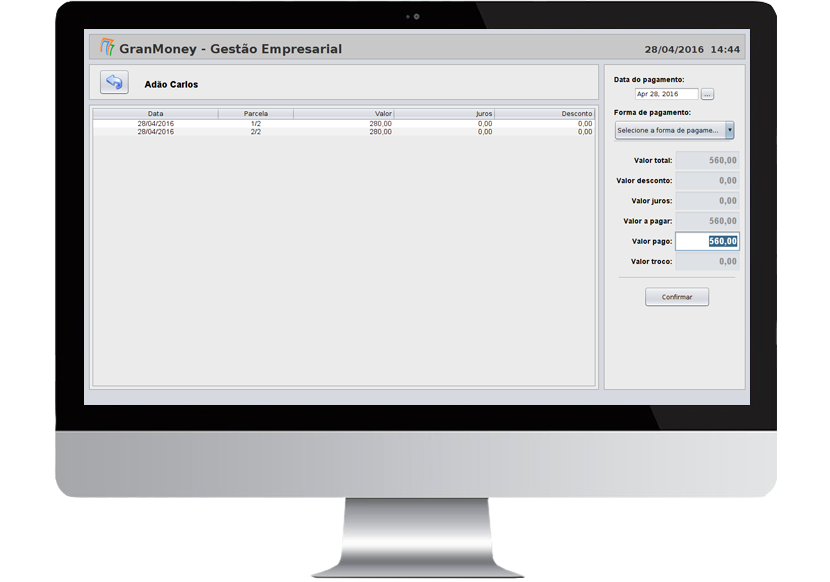 GranMoney - Gestão Empresarial
28/04/2016 14:44
Adão Carlos
Data Parcela Valor Juros Desconto
28/04/2016 1/2 280,00 0,00 0,00
28/04/2016 2/2 280,00 0,00 0,00
Data do pagamento:
Apr 28, 2016 ...
Forma de pagamento:
Selecione a forma de pagame...
Valor total: 560,00
Valor desconto: 0,00
Valor juros: 0,00
Valor a pagar: 560,00
Valor pago: 560,00
Valor troco: 0,00
Confirmar